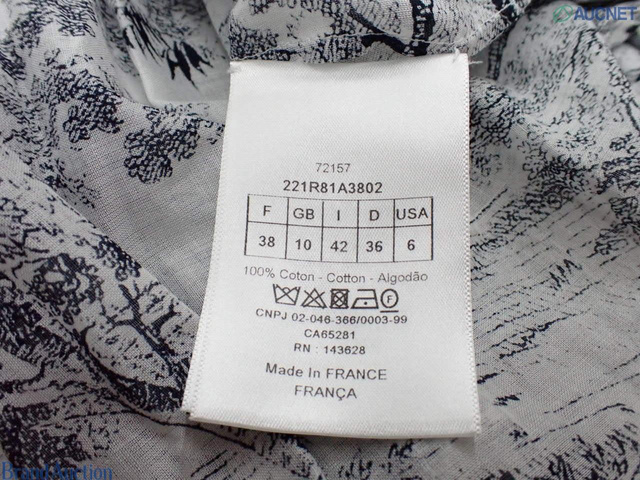 AUCNET
72157
221R81A3802
F GB I D USA
38 10 42 36 6
100% Coton - Cotton - Algodão
F
CNPJ 02-046-366/0003-99
CA65281
RN : 143628
Made In FRANCE
FRANÇA
Brand Auction